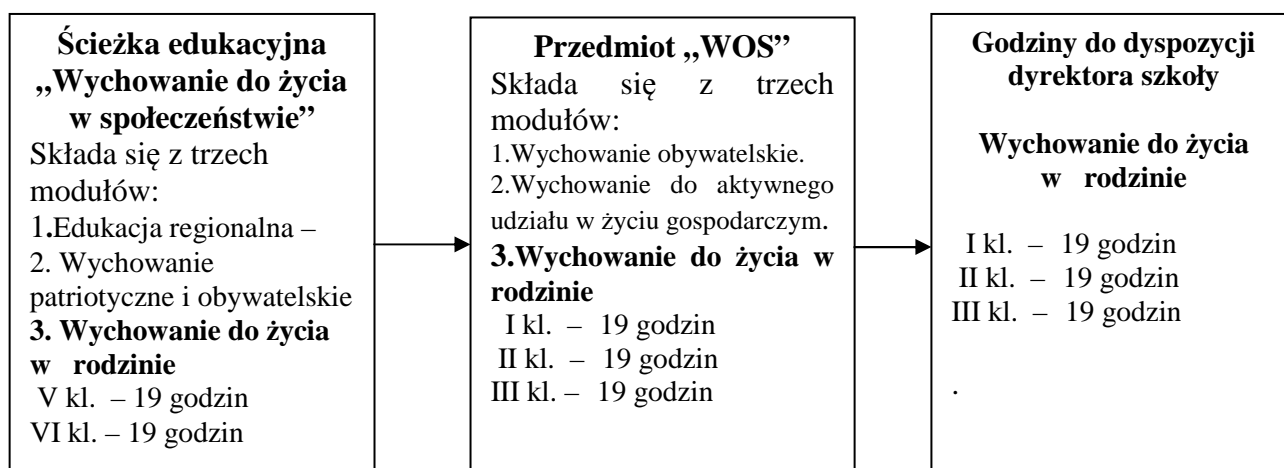 Ścieżka edukacyjna
„Wychowanie do życia
w społeczeństwie”
Składa się z trzech
modułów:
1.Edukacja regionalna –
2. Wychowanie
patriotyczne i obywatelskie
3. Wychowanie do życia
w rodzinie
V kl. – 19 godzin
VI kl. – 19 godzin
Przedmiot „WOS”
Składa się z trzech
modułów:
1.Wychowanie obywatelskie.
2.Wychowanie do aktywnego
udziału w życiu gospodarczym.
3.Wychowanie do życia w
rodzinie
I kl. – 19 godzin
II kl. – 19 godzin
III kl. – 19 godzin
Godziny do dyspozycji
dyrektora szkoły
Wychowanie do życia
w rodzinie
I kl. – 19 godzin
II kl. – 19 godzin
III kl. – 19 godzin
.